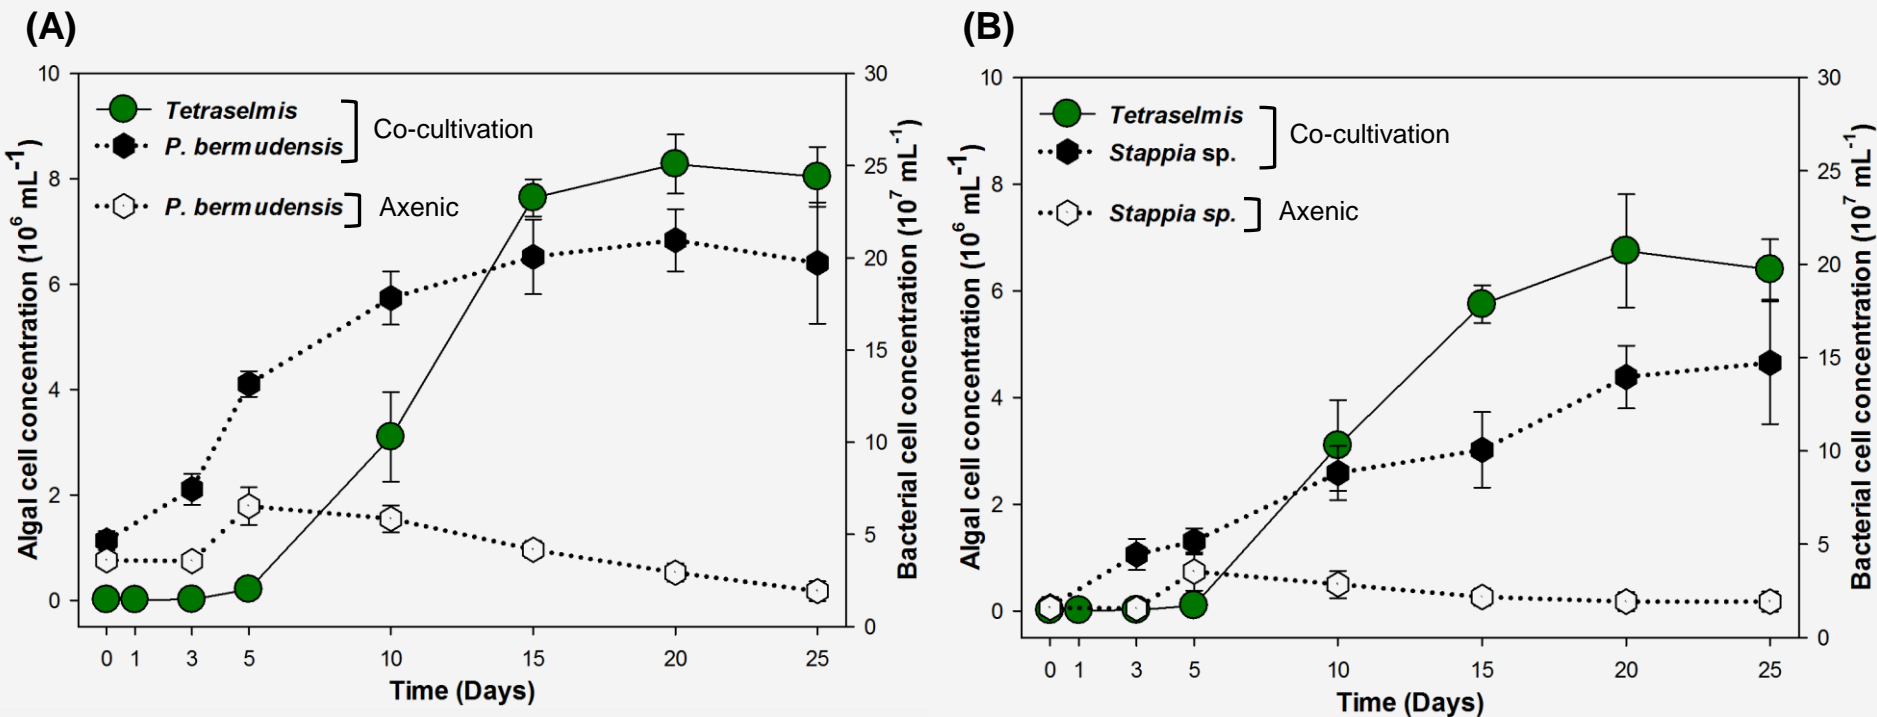 (A)
Algal cell concentration (10^6 mL^-1)
10
8
6
4
2
0
Tetraselmis
P. bermudensis
Co-cultivation
P. bermudensis
Axenic
30
25
20
15
10
5
0
Bacterial cell concentration (10^7 mL^-1)
0 1 3 5 10 15 20 25
Time (Days)
(B)
Algal cell concentration (10^6 mL^-1)
10
8
6
4
2
0
Tetraselmis
Stappia sp.
Co-cultivation
Stappia sp.
Axenic
30
25
20
15
10
5
0
Bacterial cell concentration (10^7 mL^-1)
0 1 3 5 10 15 20 25
Time (Days)